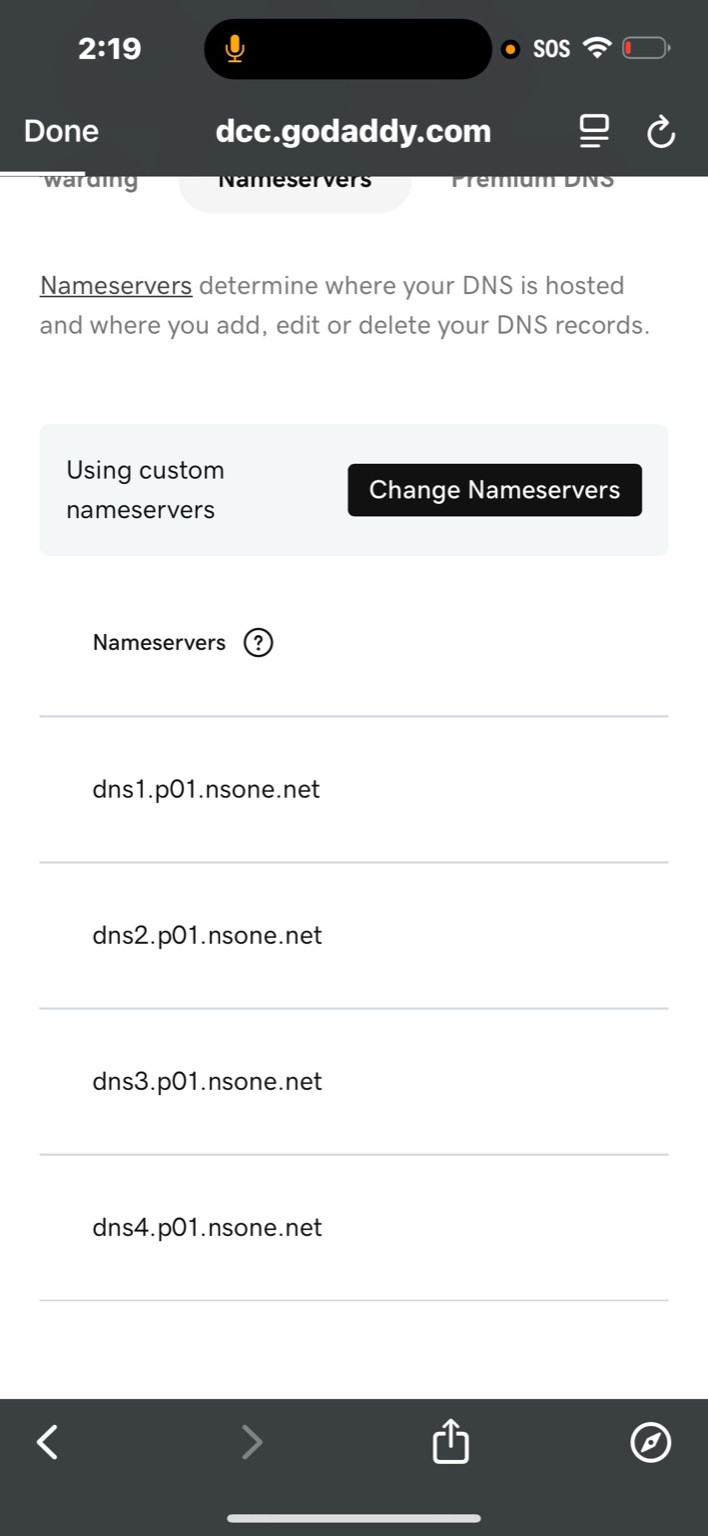 2:19
SOS
Done
dcc.godaddy.com
warding
Nameservers
Premium DNS
Nameservers determine where your DNS is hosted
and where you add, edit or delete your DNS records.
Using custom
nameservers
Change Nameservers
Nameservers ?
dns1.p01.nsone.net
dns2.p01.nsone.net
dns3.p01.nsone.net
dns4.p01.nsone.net